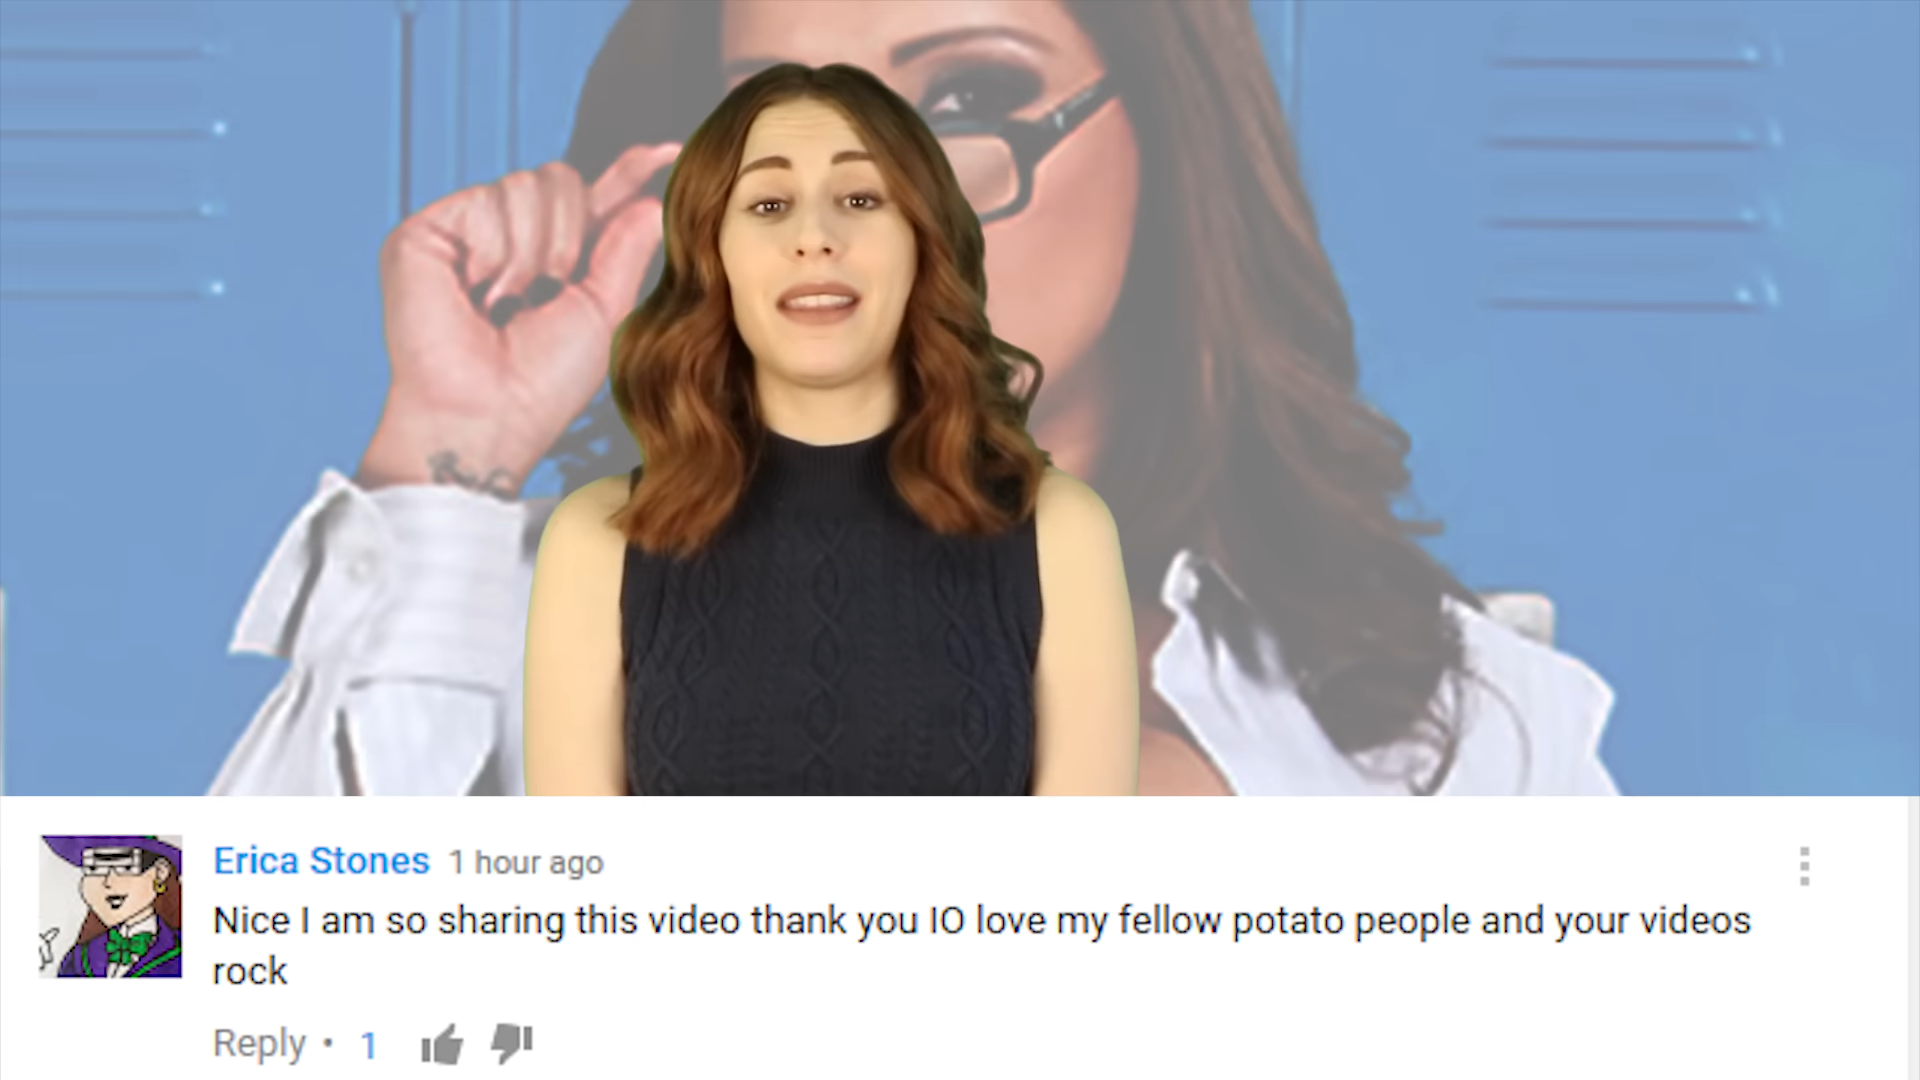 Erica Stones 1 hour ago
Nice I am so sharing this video thank you IO love my fellow potato people and your videos
rock
Reply • 1